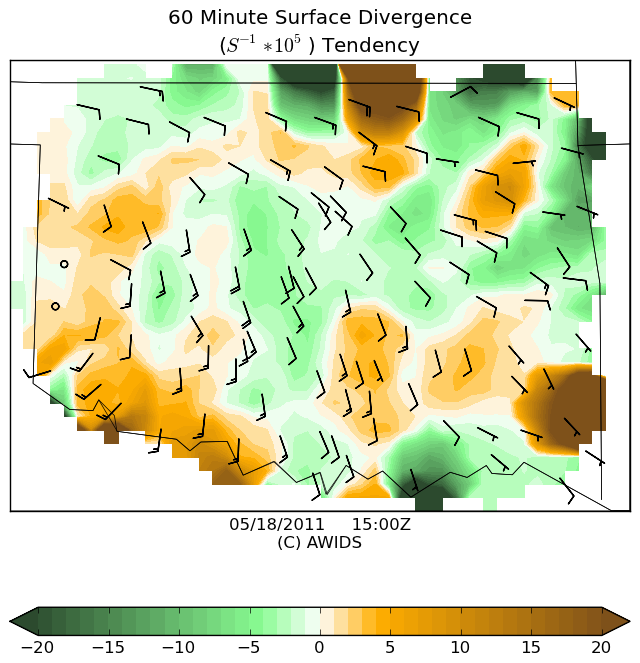 60 Minute Surface Divergence
(S⁻¹ *10⁵ ) Tendency
05/18/2011 15:00Z
(C) AWIDS
−20 −15 −10 −5 0 5 10 15 20